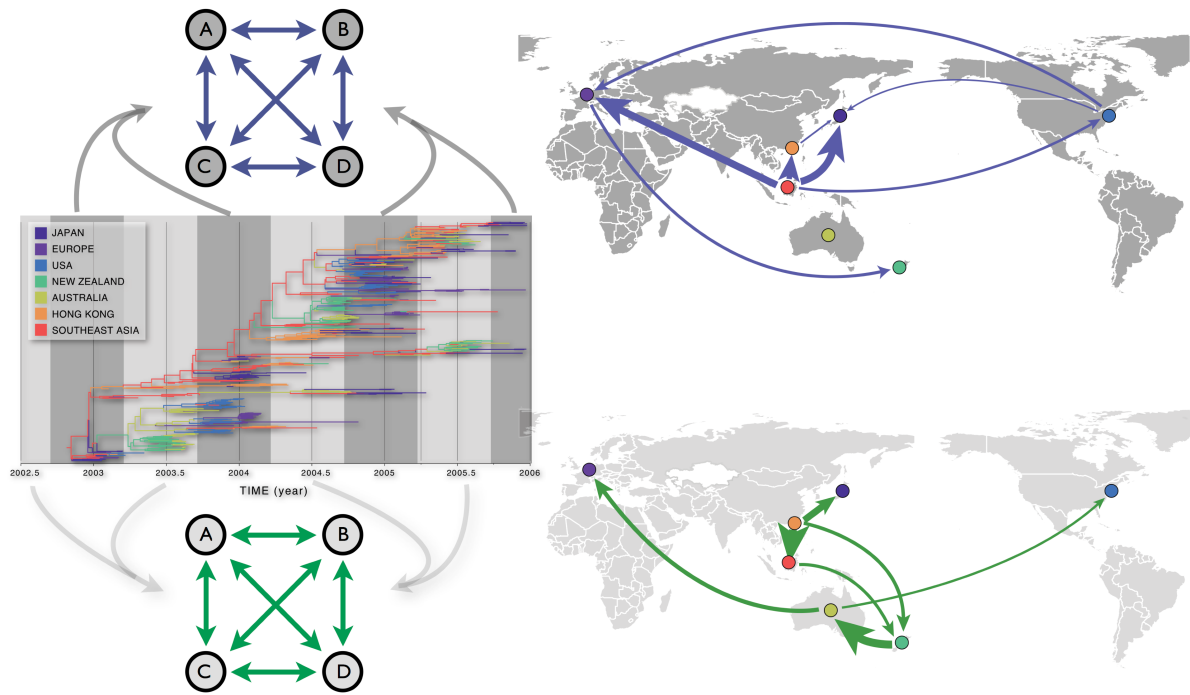 A B
C D
JAPAN
EUROPE
USA
NEW ZEALAND
AUSTRALIA
HONG KONG
SOUTHEAST ASIA
2002.5 2003 2003.5 2004 2004.5 2005 2005.5 2006
TIME (year)
A B
C D